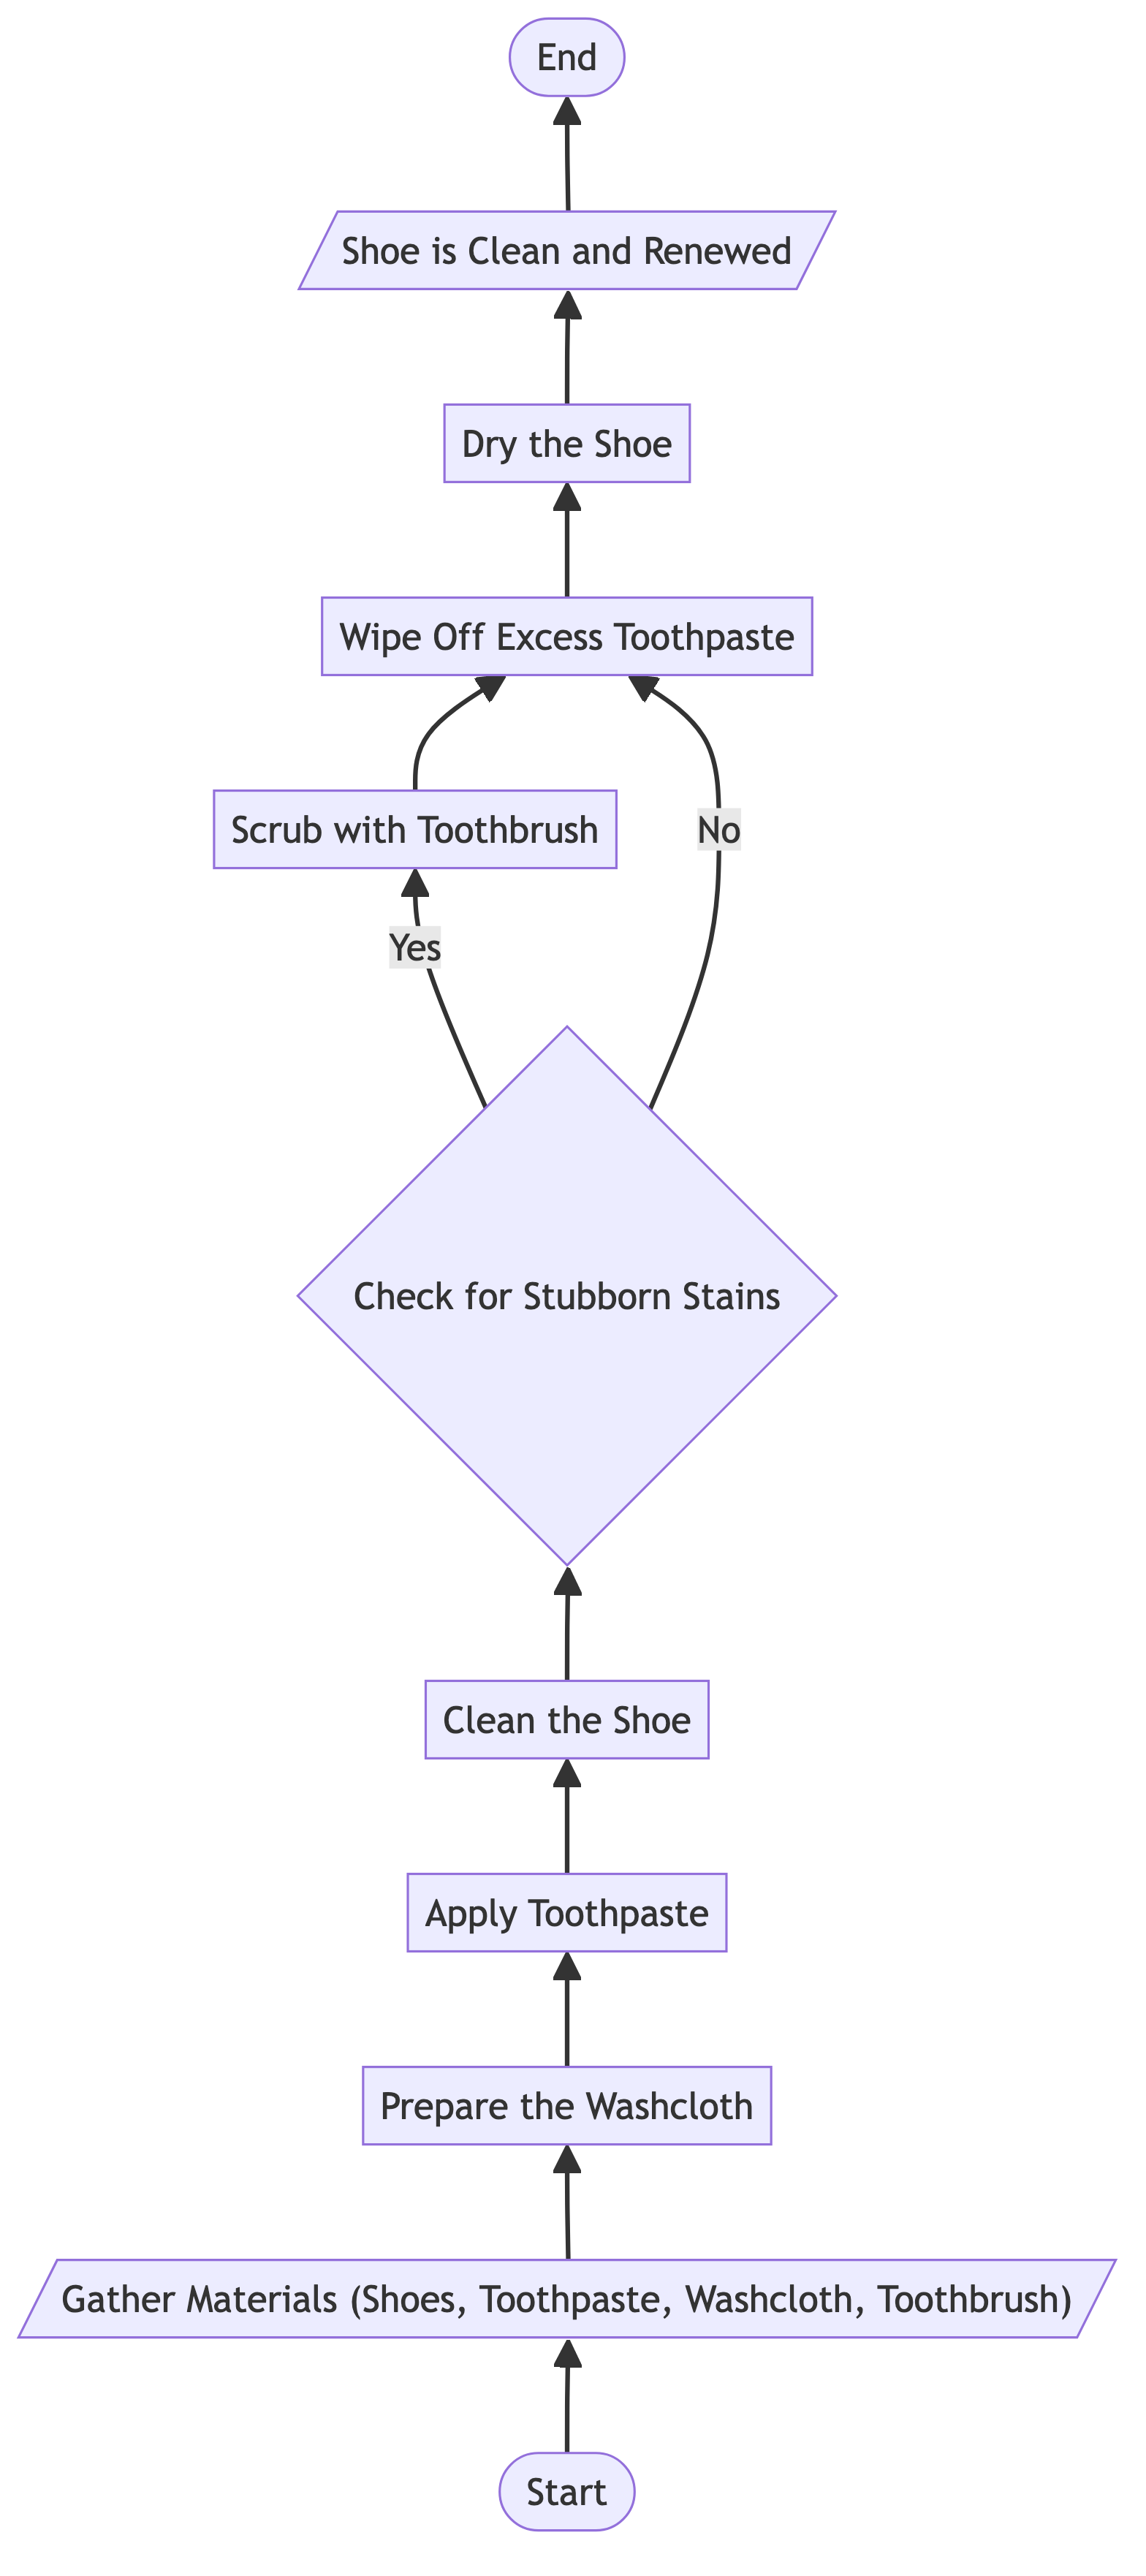 End
Shoe is Clean and Renewed
Dry the Shoe
Wipe Off Excess Toothpaste
Scrub with Toothbrush
No
Yes
Check for Stubborn Stains
Clean the Shoe
Apply Toothpaste
Prepare the Washcloth
Gather Materials (Shoes, Toothpaste, Washcloth, Toothbrush)
Start